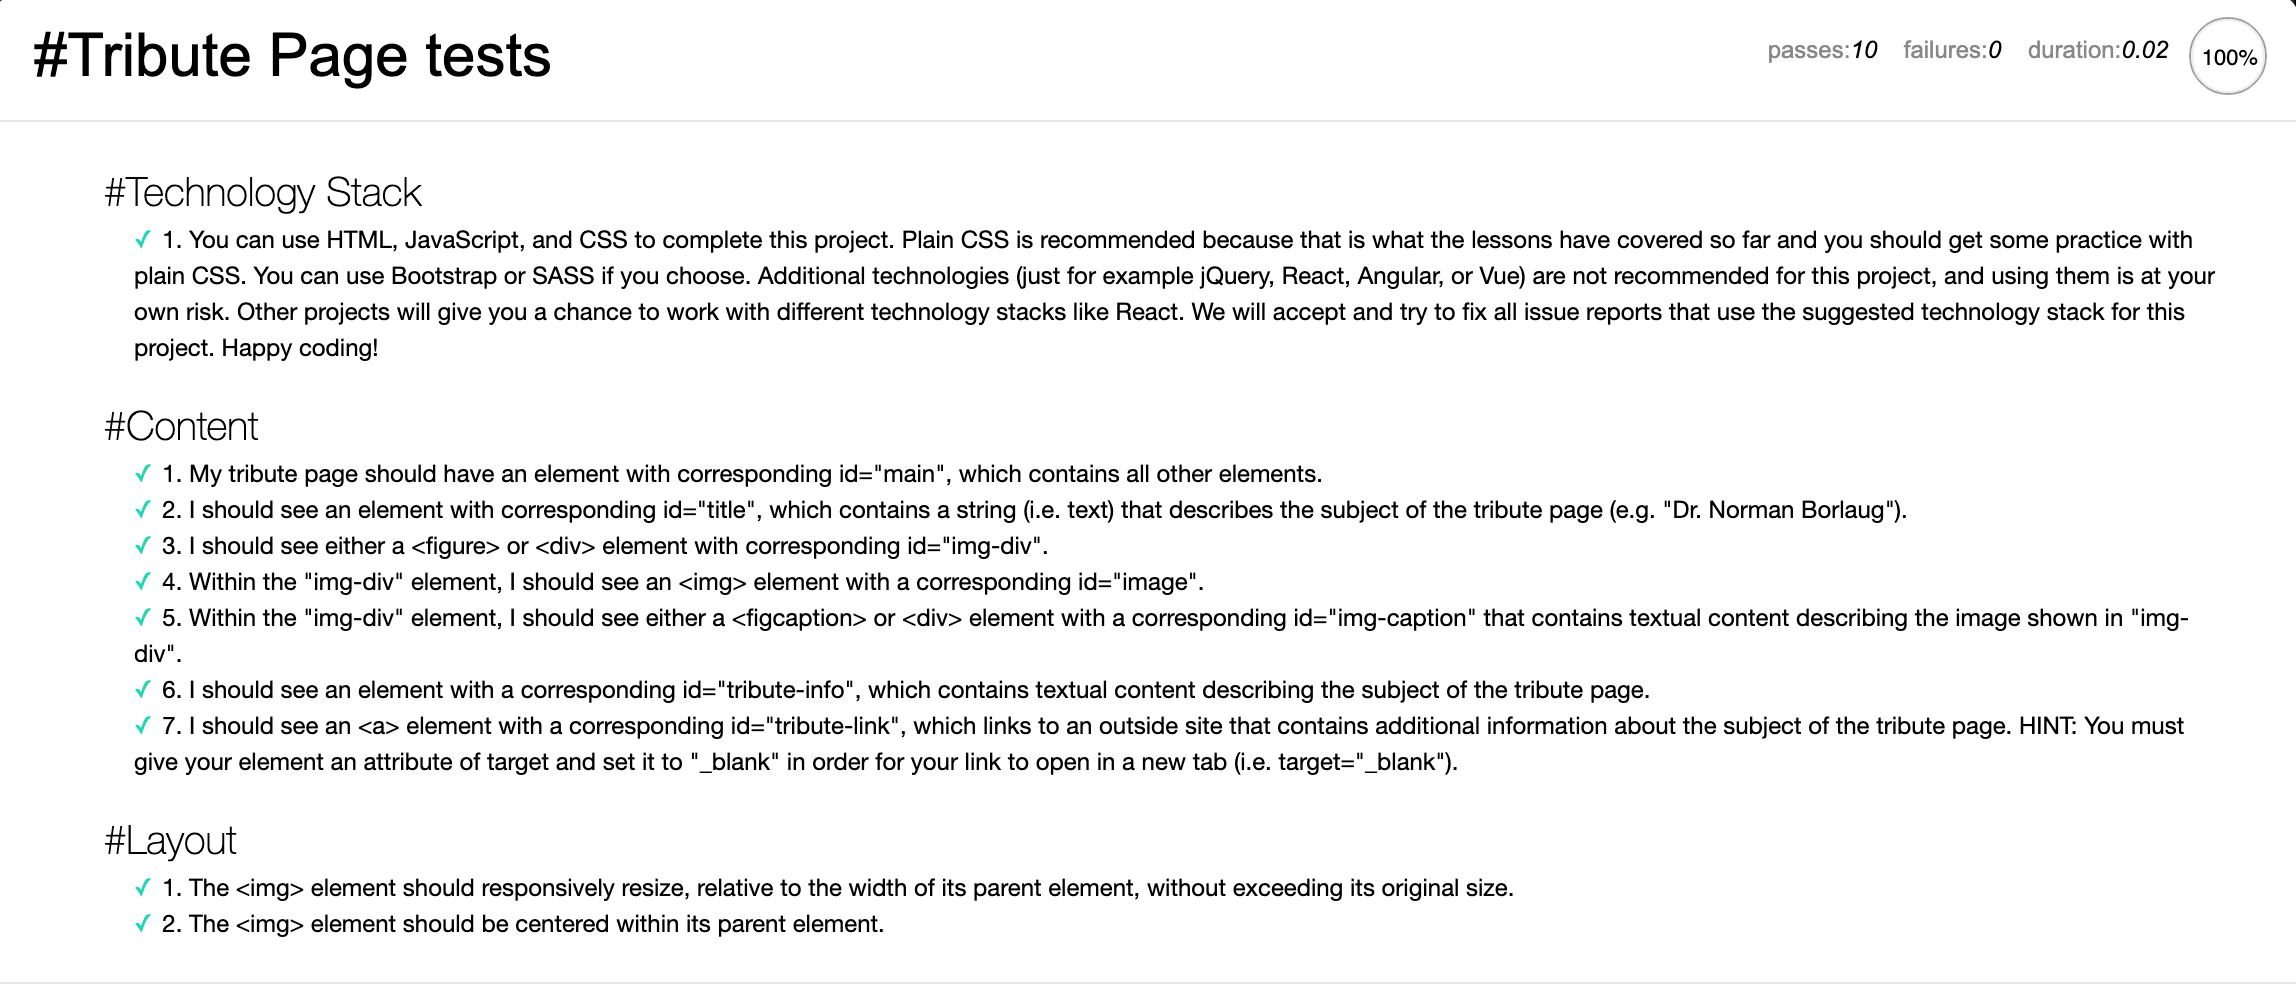 #Tribute Page tests
passes:10 failures:0 duration:0.02 100%
#Technology Stack
✓ 1. You can use HTML, JavaScript, and CSS to complete this project. Plain CSS is recommended because that is what the lessons have covered so far and you should get some practice with
plain CSS. You can use Bootstrap or SASS if you choose. Additional technologies (just for example jQuery, React, Angular, or Vue) are not recommended for this project, and using them is at your
own risk. Other projects will give you a chance to work with different technology stacks like React. We will accept and try to fix all issue reports that use the suggested technology stack for this
project. Happy coding!
#Content
✓ 1. My tribute page should have an element with corresponding id="main", which contains all other elements.
✓ 2. I should see an element with corresponding id="title", which contains a string (i.e. text) that describes the subject of the tribute page (e.g. "Dr. Norman Borlaug").
✓ 3. I should see either a <figure> or <div> element with corresponding id="img-div".
✓ 4. Within the "img-div" element, I should see an <img> element with a corresponding id="image".
✓ 5. Within the "img-div" element, I should see either a <figcaption> or <div> element with a corresponding id="img-caption" that contains textual content describing the image shown in "img-
div".
✓ 6. I should see an element with a corresponding id="tribute-info", which contains textual content describing the subject of the tribute page.
✓ 7. I should see an <a> element with a corresponding id="tribute-link", which links to an outside site that contains additional information about the subject of the tribute page. HINT: You must
give your element an attribute of target and set it to "_blank" in order for your link to open in a new tab (i.e. target="_blank").
#Layout
✓ 1. The <img> element should responsively resize, relative to the width of its parent element, without exceeding its original size.
✓ 2. The <img> element should be centered within its parent element.